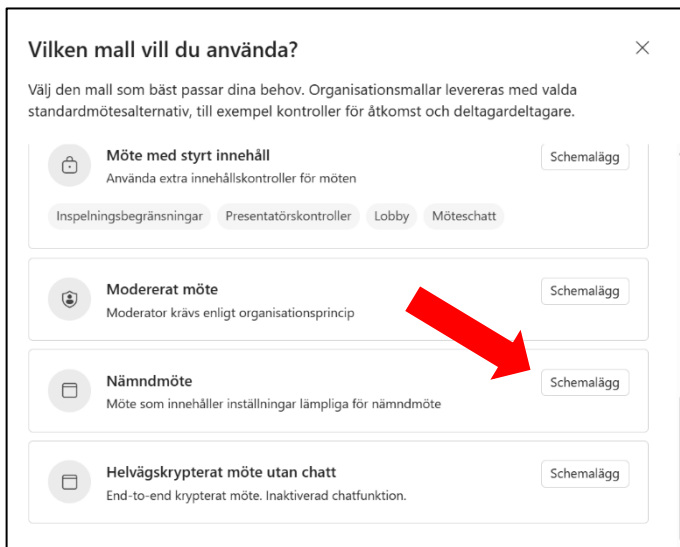 Vilken mall vill du använda?
Välj den mall som bäst passar dina behov. Organisationsmallar levereras med valda
standardmötesalternativ, till exempel kontroller för åtkomst och deltagardeltagare.
Möte med styrt innehåll
Schemalägg
Använda extra innehållskontroller för möten
Inspelningsbegränsningar Presentatörskontroller Lobby Möteschatt
Modererat möte
Schemalägg
Moderator krävs enligt organisationsprincip
Nämndmöte
Schemalägg
Möte som innehåller inställningar lämpliga för nämndmöte
Helvägskrypterat möte utan chatt
Schemalägg
End-to-end krypterat möte. Inaktiverad chatfunktion.